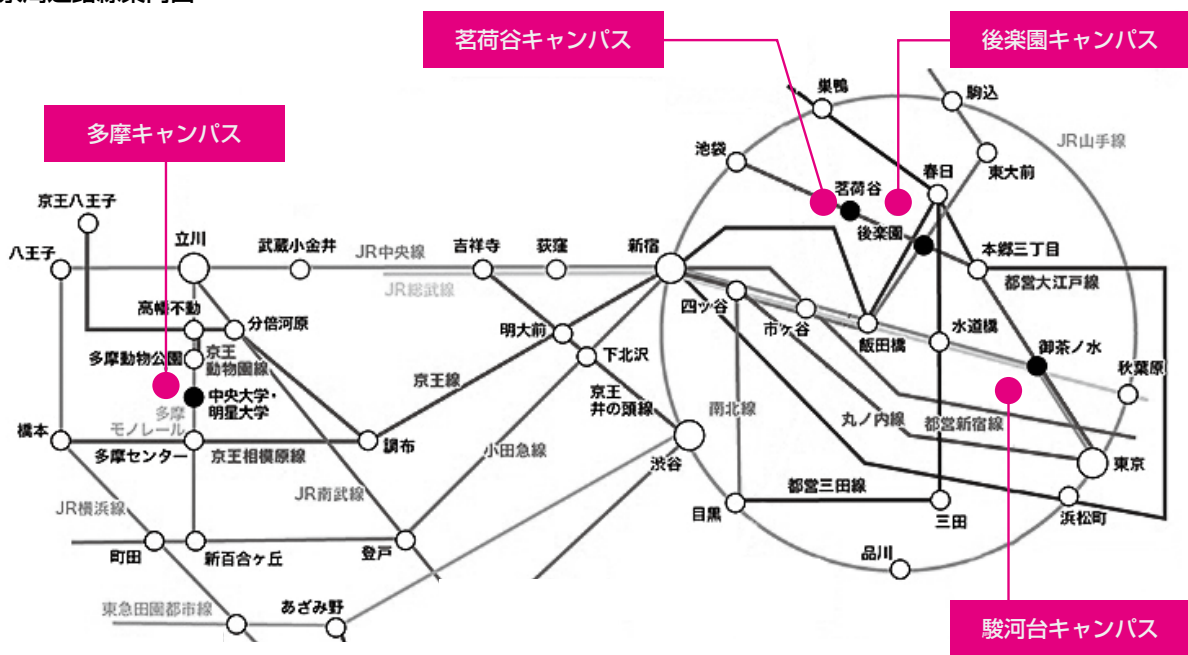 茗荷谷キャンパス
後楽園キャンパス
多摩キャンパス
巣鴨
駒込
JR山手線
池袋
春日
東大前
茗荷谷
後楽園
本郷三丁目
都営大江戸線
京王八王子
八王子
立川
武蔵小金井
JR中央線
吉祥寺
荻窪
新宿
JR総武線
四ッ谷
市ヶ谷
飯田橋
水道橋
御茶ノ水
秋葉原
高幡不動
分倍河原
多摩動物公園
京王
動物園線
明大前
下北沢
京王線
京王
井の頭線
中央大学・
明星大学
多摩
モノレール
橋本
多摩センター
京王相模原線
調布
小田急線
渋谷
南北線
丸ノ内線
都営新宿線
東京
JR南武線
JR横浜線
都営三田線
目黒
三田
浜松町
町田
新百合ヶ丘
登戸
品川
東急田園都市線
あざみ野
駿河台キャンパス